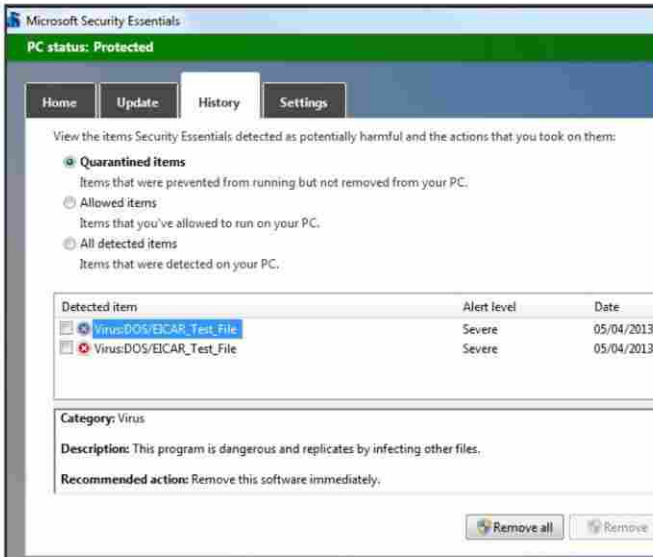 Microsoft Security Essentials
PC status: Protected
Home Update History Settings
View the items Security Essentials detected as potentially harmful and the actions that you took on them:
Quarantined items
Items that were prevented from running but not removed from your PC.
Allowed items
Items that you've allowed to run on your PC.
All detected items
Items that were detected on your PC.
Detected item Alert level Date
Virus:DOS/EICAR_Test_File Severe 05/04/2013
Virus:DOS/EICAR_Test_File Severe 05/04/2013
Category: Virus
Description: This program is dangerous and replicates by infecting other files.
Recommended action: Remove this software immediately.
Remove all Remove